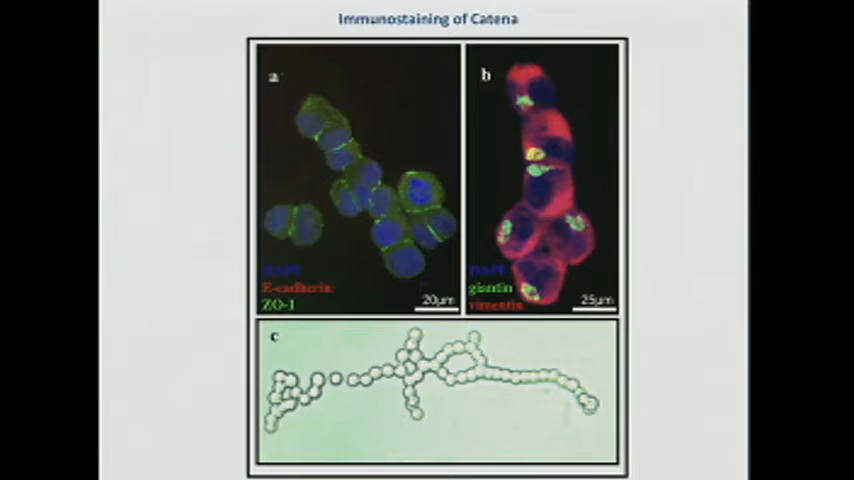 Immunostaining of Catena
a
b
DAPI
E-cadherin
ZO-1
20μm
DAPI
giantin
vimentin
25μm
c